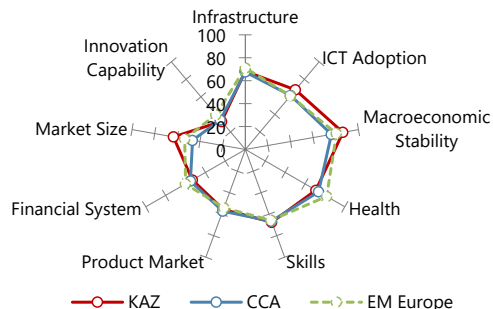 Infrastructure
100
80
60
40
20
0
ICT Adoption
Macroeconomic
Stability
Health
Skills
Product Market
Financial System
Market Size
Innovation
Capability
KAZ
CCA
EM Europe